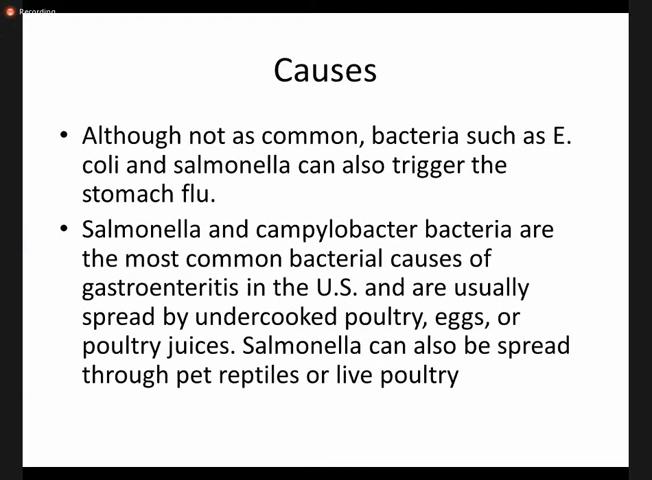 Recording
Causes
• Although not as common, bacteria such as E.
coli and salmonella can also trigger the
stomach flu.
• Salmonella and campylobacter bacteria are
the most common bacterial causes of
gastroenteritis in the U.S. and are usually
spread by undercooked poultry, eggs, or
poultry juices. Salmonella can also be spread
through pet reptiles or live poultry